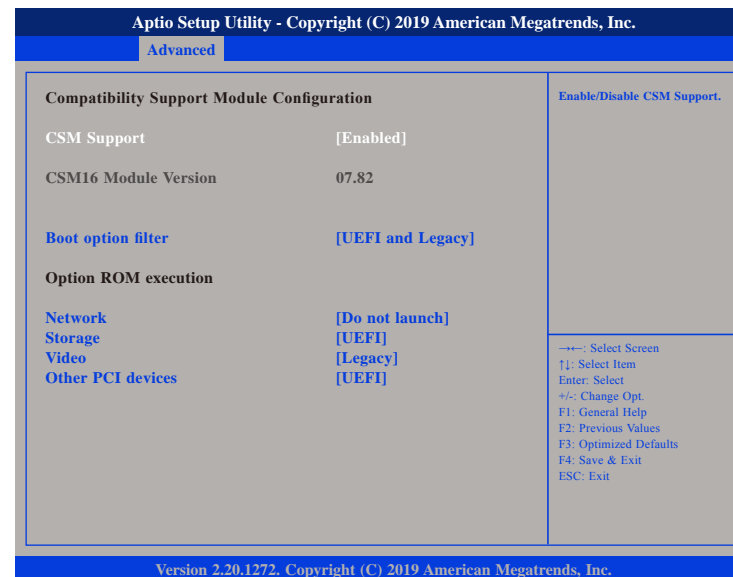 Aptio Setup Utility - Copyright (C) 2019 American Megatrends, Inc.
Advanced
Compatibility Support Module Configuration
CSM Support [Enabled]
CSM16 Module Version 07.82
Boot option filter [UEFI and Legacy]
Option ROM execution
Network [Do not launch]
Storage [UEFI]
Video [Legacy]
Other PCI devices [UEFI]
Enable/Disable CSM Support.
→←: Select Screen
↑↓: Select Item
Enter: Select
+/-: Change Opt.
F1: General Help
F2: Previous Values
F3: Optimized Defaults
F4: Save & Exit
ESC: Exit
Version 2.20.1272. Copyright (C) 2019 American Megatrends, Inc.